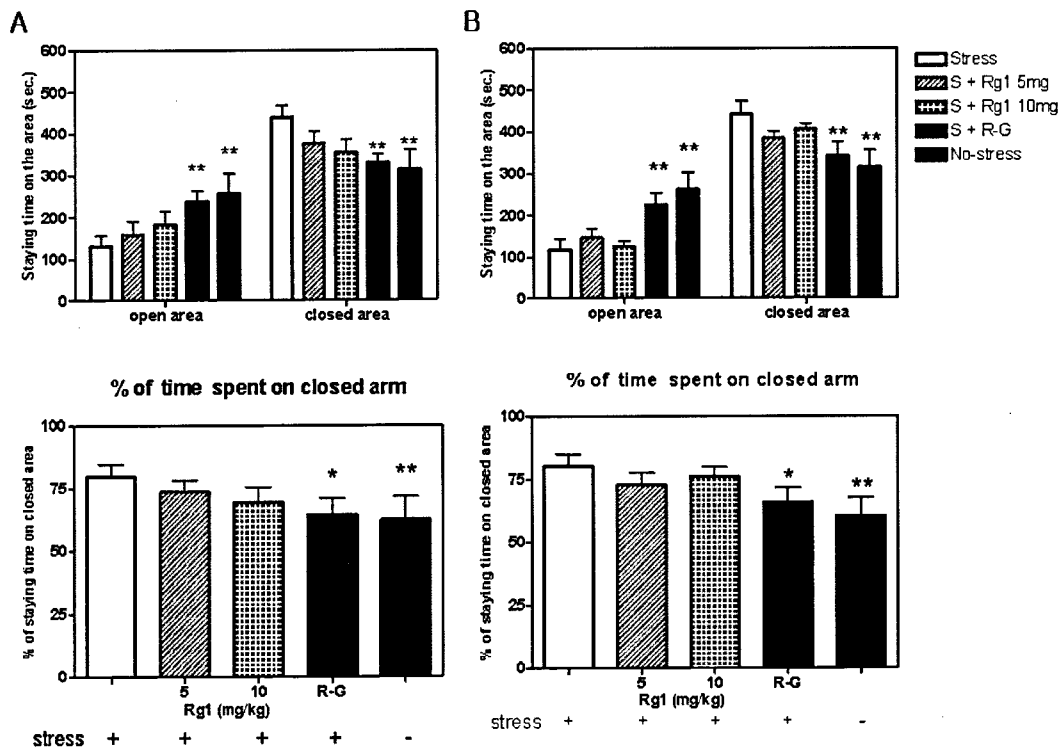 A
600
500
400
300
200
100
0
Staying time on the area (sec.)
** ** ** **
open area closed area
B
600
500
400
300
200
100
0
Staying time on the area (sec.)
** ** ** **
open area closed area
Stress
S + Rg1 5mg
S + Rg1 10mg
S + R-G
No-stress
% of time spent on closed arm
100
75
50
25
0
% of staying time on closed area
* **
- 5 10 R-G -
Rg1 (mg/kg)
stress + + + + -
% of time spent on closed arm
100
75
50
25
0
% of staying time on closed area
* **
- 5 10 R-G -
Rg1 (mg/kg)
stress + + + + -